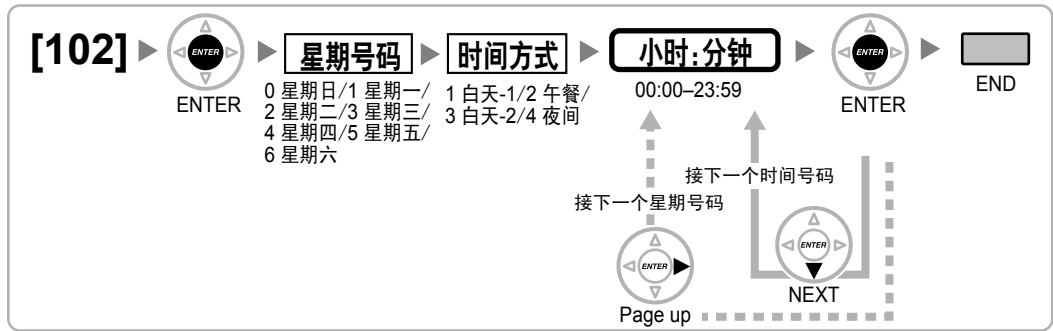 [102]
ENTER
ENTER
星期号码
0 星期日/1 星期一/
2 星期二/3 星期三/
4 星期四/5 星期五/
6 星期六
时间方式
1 白天-1/2 午餐/
3 白天-2/4 夜间
小时:分钟
00:00–23:59
ENTER
ENTER
END
接下一个时间号码
接下一个星期号码
ENTER
Page up
ENTER
NEXT